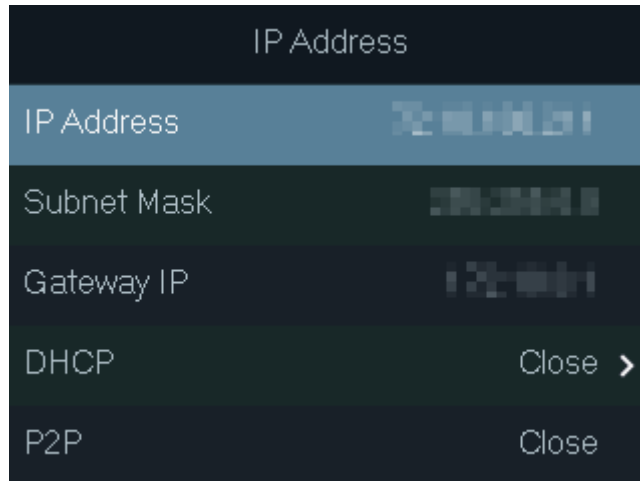 IP Address
IP Address
Subnet Mask
Gateway IP
DHCP Close
P2P Close